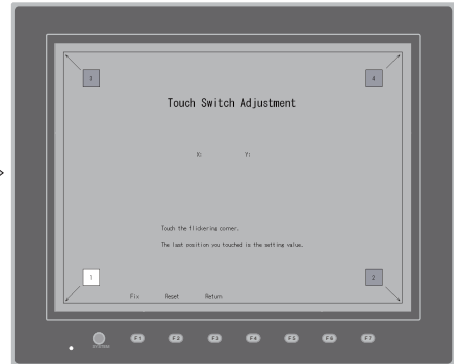 3 4
Touch Switch Adjustment
X: Y:
Touch the flickering corner.
The last position you touched is the setting value.
1 2
Fix Reset Return
SYSTEM F1 F2 F3 F4 F5 F6 F7